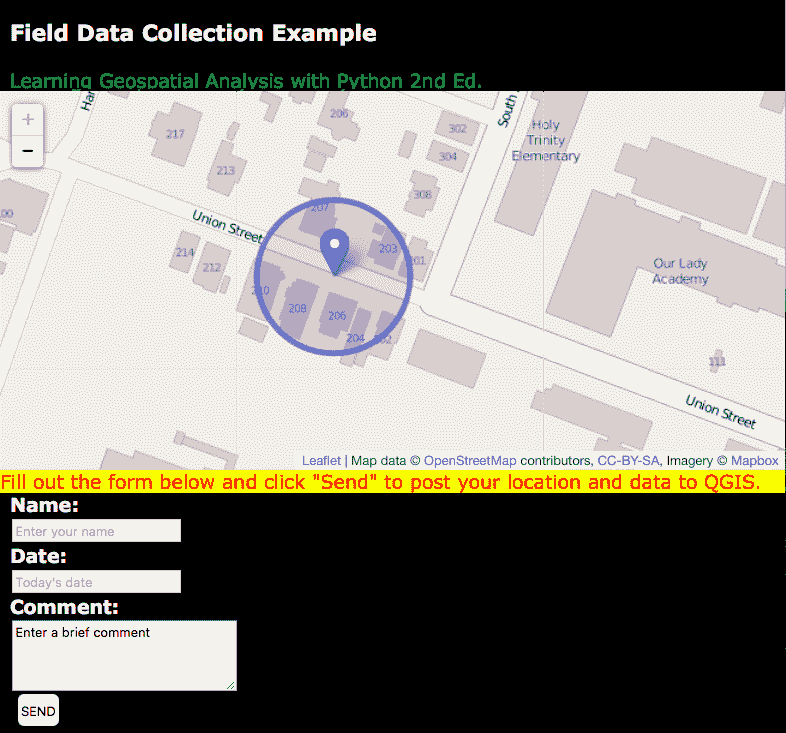 Field Data Collection Example
Learning Geospatial Analysis with Python 2nd Ed.
+
-
217
206
302
304
South
Holy
Trinity
Elementary
213
308
207
Union Street
203
201
214
212
Our Lady
Academy
210
208
206
204
202
111
Union Street
Leaflet | Map data © OpenStreetMap contributors, CC-BY-SA, Imagery © Mapbox
Fill out the form below and click "Send" to post your location and data to QGIS.
Name:
Enter your name
Date:
Today's date
Comment:
Enter a brief comment
SEND